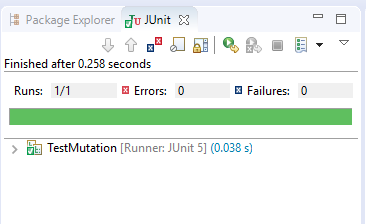 Package Explorer JUnit
Finished after 0.258 seconds
Runs: 1/1 Errors: 0 Failures: 0
TestMutation [Runner: JUnit 5] (0.038 s)